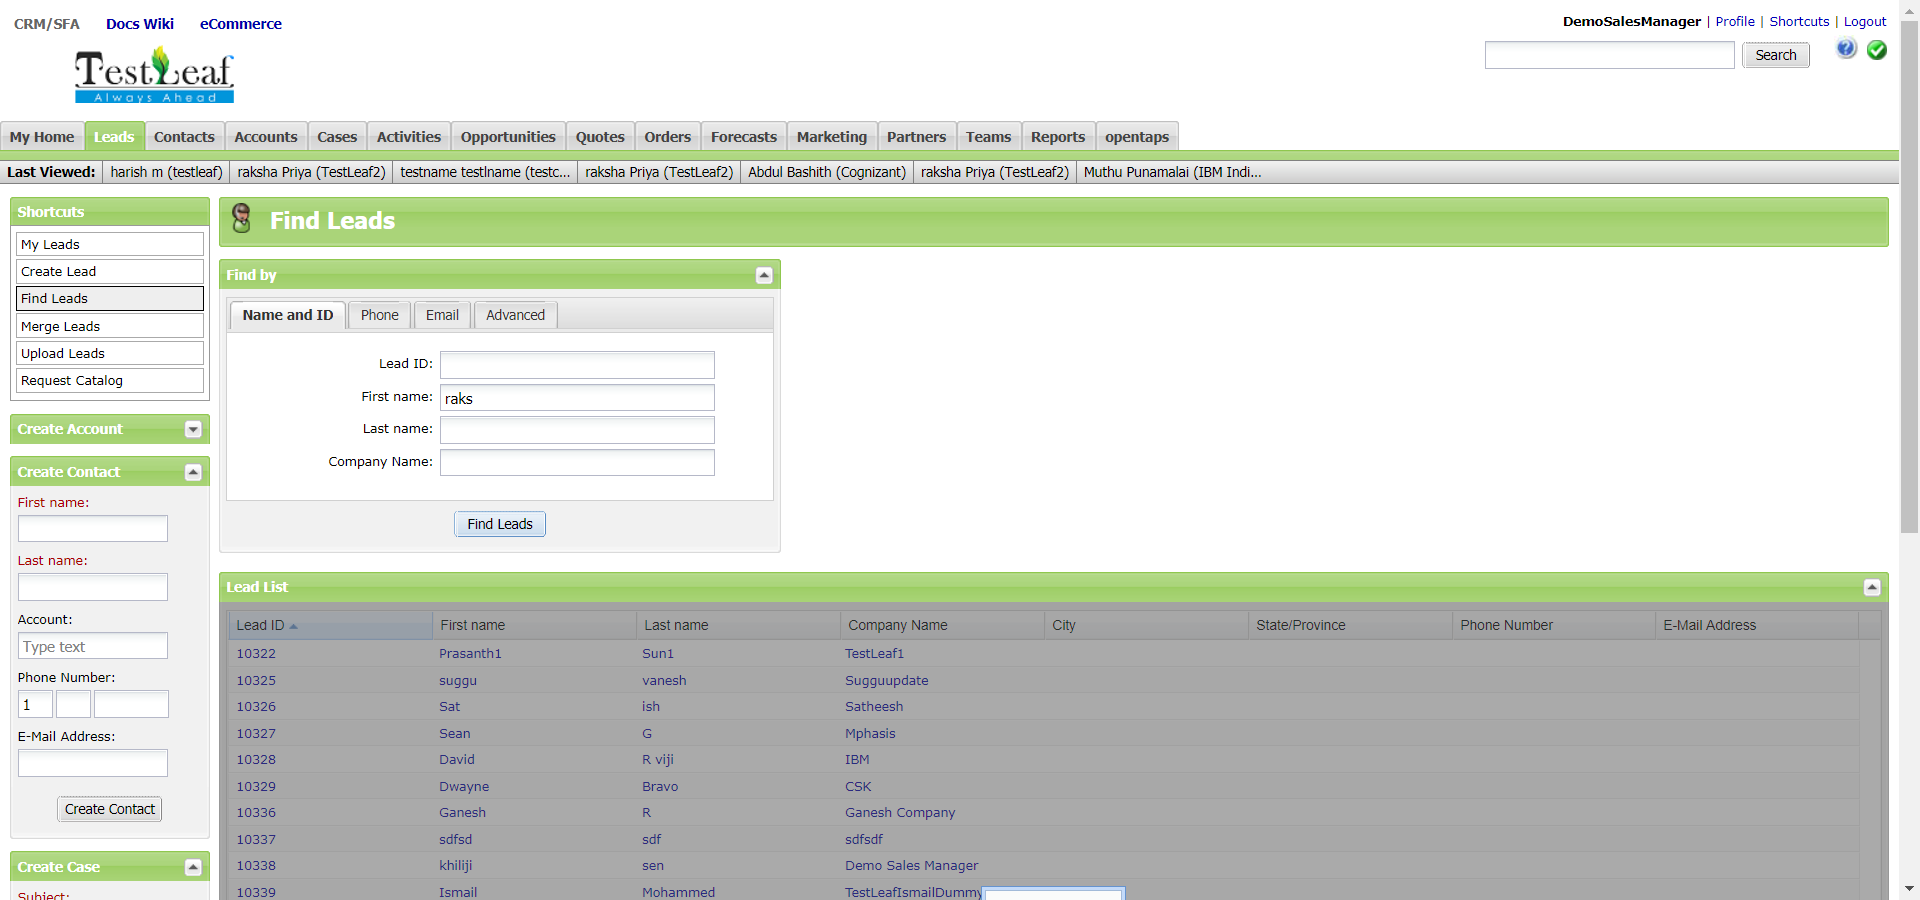 CRM/SFA Docs Wiki eCommerce
DemoSalesManager | Profile | Shortcuts | Logout
TestLeaf
Always Ahead
Search
My Home Leads Contacts Accounts Cases Activities Opportunities Quotes Orders Forecasts Marketing Partners Teams Reports opentaps
Last Viewed: harish m (testleaf) raksha Priya (TestLeaf2) testname testlname (testc... raksha Priya (TestLeaf2) Abdul Bashith (Cognizant) raksha Priya (TestLeaf2) Muthu Punamalai (IBM Indi...
Shortcuts
My Leads
Create Lead
Find Leads
Merge Leads
Upload Leads
Request Catalog
Create Account
Create Contact
First name:
Last name:
Account:
Type text
Phone Number:
1
E-Mail Address:
Create Contact
Create Case
Subject:
Find Leads
Find by
Name and ID Phone Email Advanced
Lead ID:
First name: raks
Last name:
Company Name:
Find Leads
Lead List
Lead ID First name Last name Company Name City State/Province Phone Number E-Mail Address
10322 Prasanth1 Sun1 TestLeaf1
10325 suggu vanesh Sugguupdate
10326 Sat ish Satheesh
10327 Sean G Mphasis
10328 David R viji IBM
10329 Dwayne Bravo CSK
10336 Ganesh R Ganesh Company
10337 sdfsd sdf sdfsdf
10338 khiliji sen Demo Sales Manager
10339 Ismail Mohammed TestLeafIsmailDummy